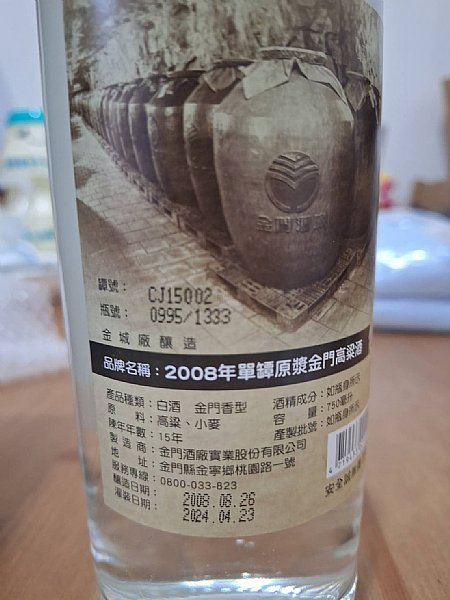 金門酒廠
罈號： CJ15002
瓶號： 0995/1333
金城廠釀造
品牌名稱：2008年單罈原漿金門高粱酒
產品種類：白酒 金門香型 酒精成分：如瓶身所示
原 料：高粱、小麥 容 量：750毫升
陳年年數：15年 產製批號：如瓶身所示
製造商：金門酒廠實業股份有限公司
地 址：金門縣金寧鄉桃園路一號
服務專線：0800-033-823
釀造日期： 2008.08.26
灌裝日期： 2024.04.23